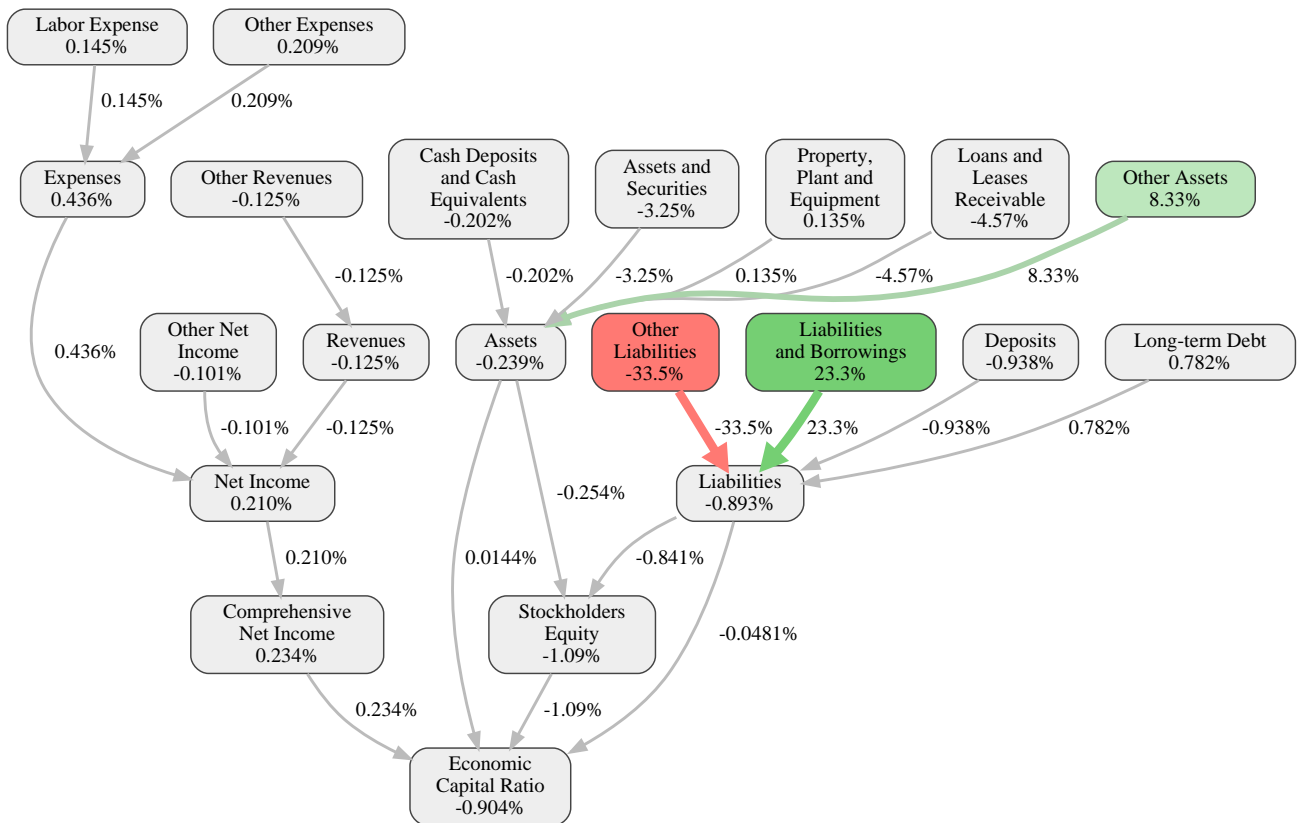 Labor Expense
0.145%
Other Expenses
0.209%
0.145%
0.209%
Expenses
0.436%
Other Revenues
-0.125%
Cash Deposits
and Cash
Equivalents
-0.202%
Assets and
Securities
-3.25%
Property,
Plant and
Equipment
0.135%
Loans and
Leases
Receivable
-4.57%
Other Assets
8.33%
-0.125%
-0.202%
-3.25%
0.135%
-4.57%
8.33%
0.436%
Other Net
Income
-0.101%
Revenues
-0.125%
Assets
-0.239%
Other
Liabilities
-33.5%
Liabilities
and Borrowings
23.3%
Deposits
-0.938%
Long-term Debt
0.782%
-0.101%
-0.125%
-33.5%
23.3%
-0.938%
0.782%
Net Income
0.210%
-0.254%
Liabilities
-0.893%
0.210%
0.0144%
-0.841%
-0.0481%
Comprehensive
Net Income
0.234%
Stockholders
Equity
-1.09%
0.234%
-1.09%
Economic
Capital Ratio
-0.904%